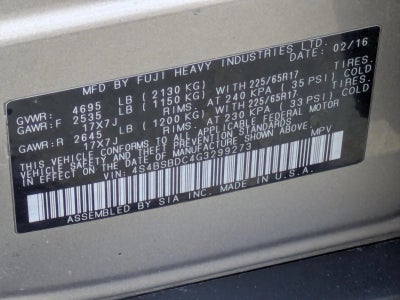 MFD BY FUJI HEAVY INDUSTRIES LTD. DATE: 02/16
GVWR: 4695 LB (2130 KG)
GAWR:F 2535 LB (1150 KG) WITH 225/65R17 TIRES.
17X7J RIMS. AT 240 KPA (35 PSI) COLD
GAWR:R 2645 LB (1200 KG) WITH 225/65R17 TIRES.
17X7J RIMS. AT 230 KPA (33 PSI) COLD
THIS VEHICLE CONFORMS TO ALL APPLICABLE FEDERAL MOTOR
VEHICLE SAFETY AND BUMPER STANDARDS IN EFFECT ON THE
DATE OF MANUFACTURE SHOWN ABOVE.
VIN: 4S4BSBDC4G3299273 MPV
ASSEMBLED BY SIA INC. MADE IN U.S.A.